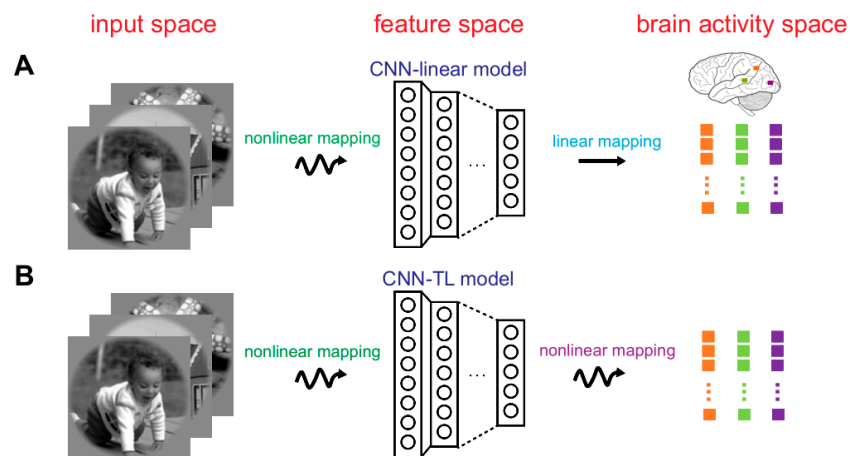 input space
feature space
brain activity space
A
CNN-linear model
nonlinear mapping
...
linear mapping
B
CNN-TL model
nonlinear mapping
...
nonlinear mapping